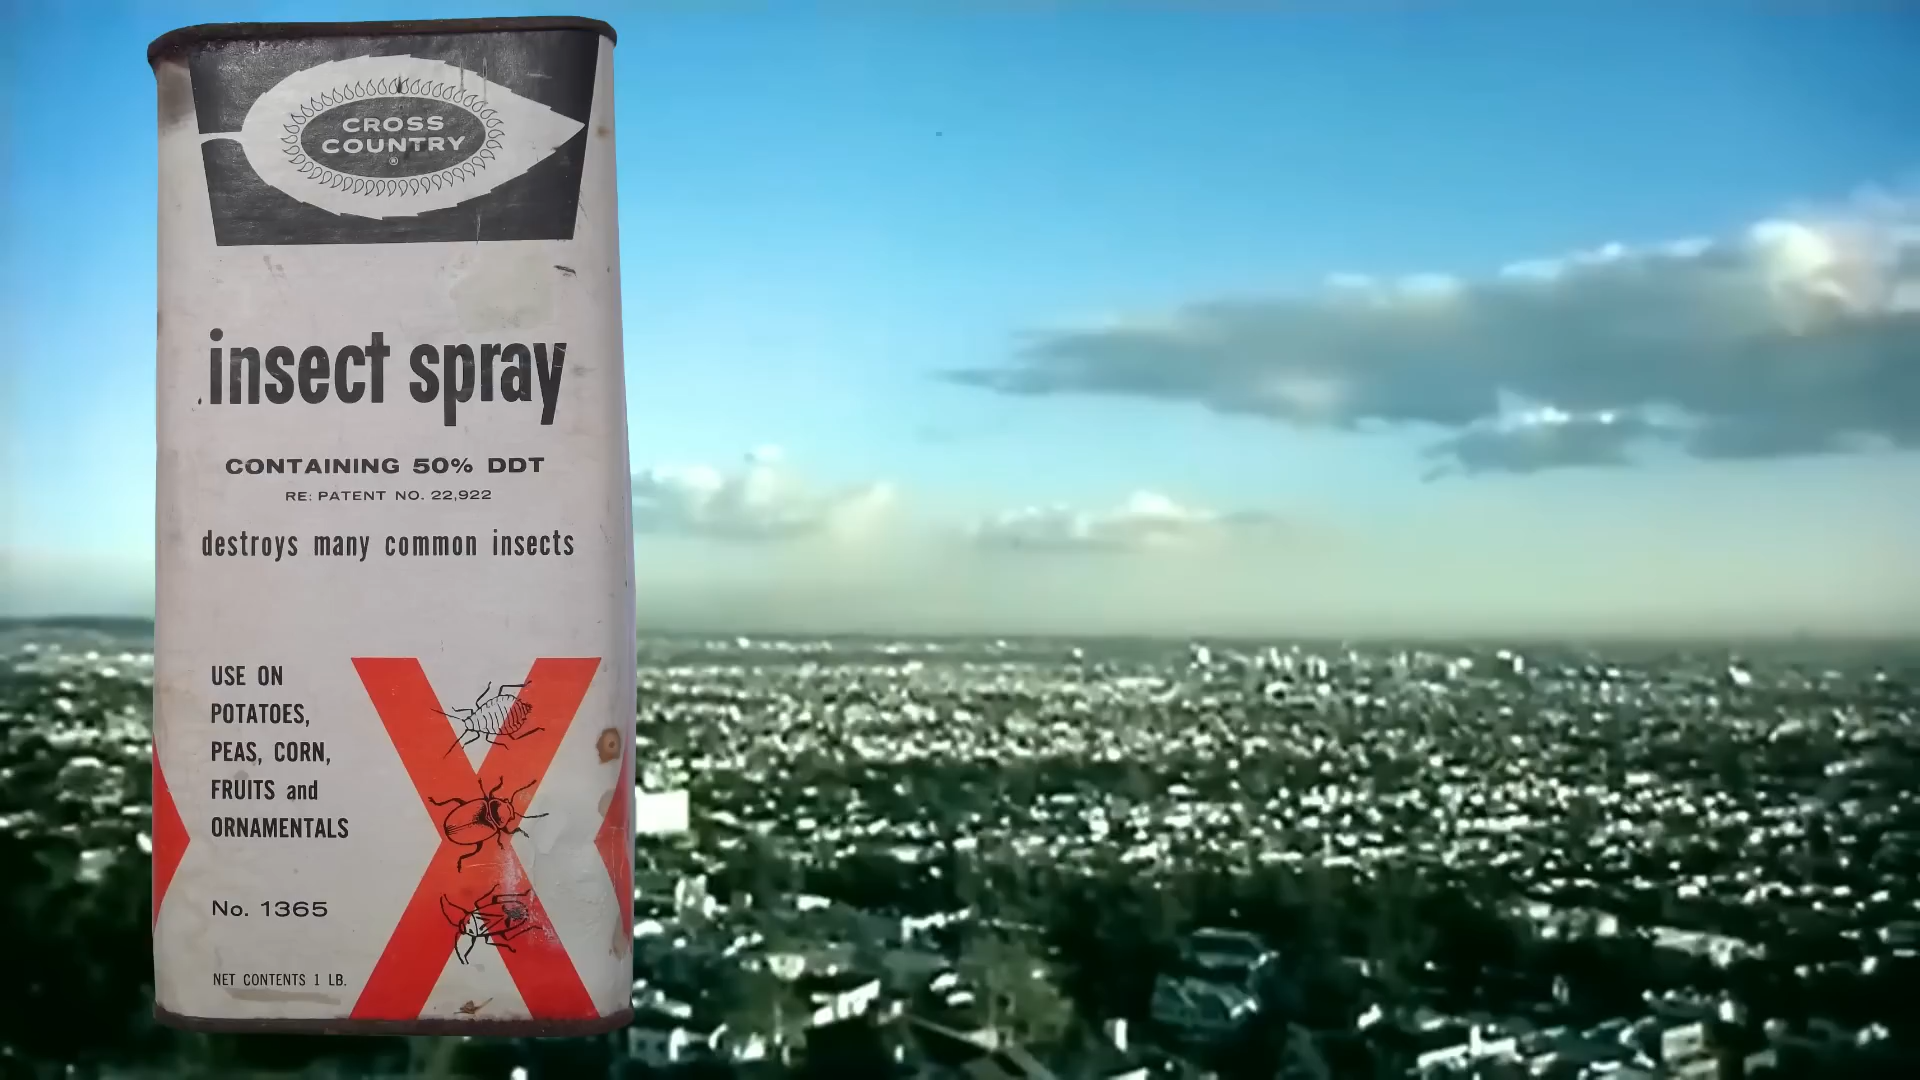 CROSS
COUNTRY
®
insect spray
CONTAINING 50% DDT
RE: PATENT NO. 22,922
destroys many common insects
USE ON
POTATOES,
PEAS, CORN,
FRUITS and
ORNAMENTALS
No. 1365
NET CONTENTS 1 LB.